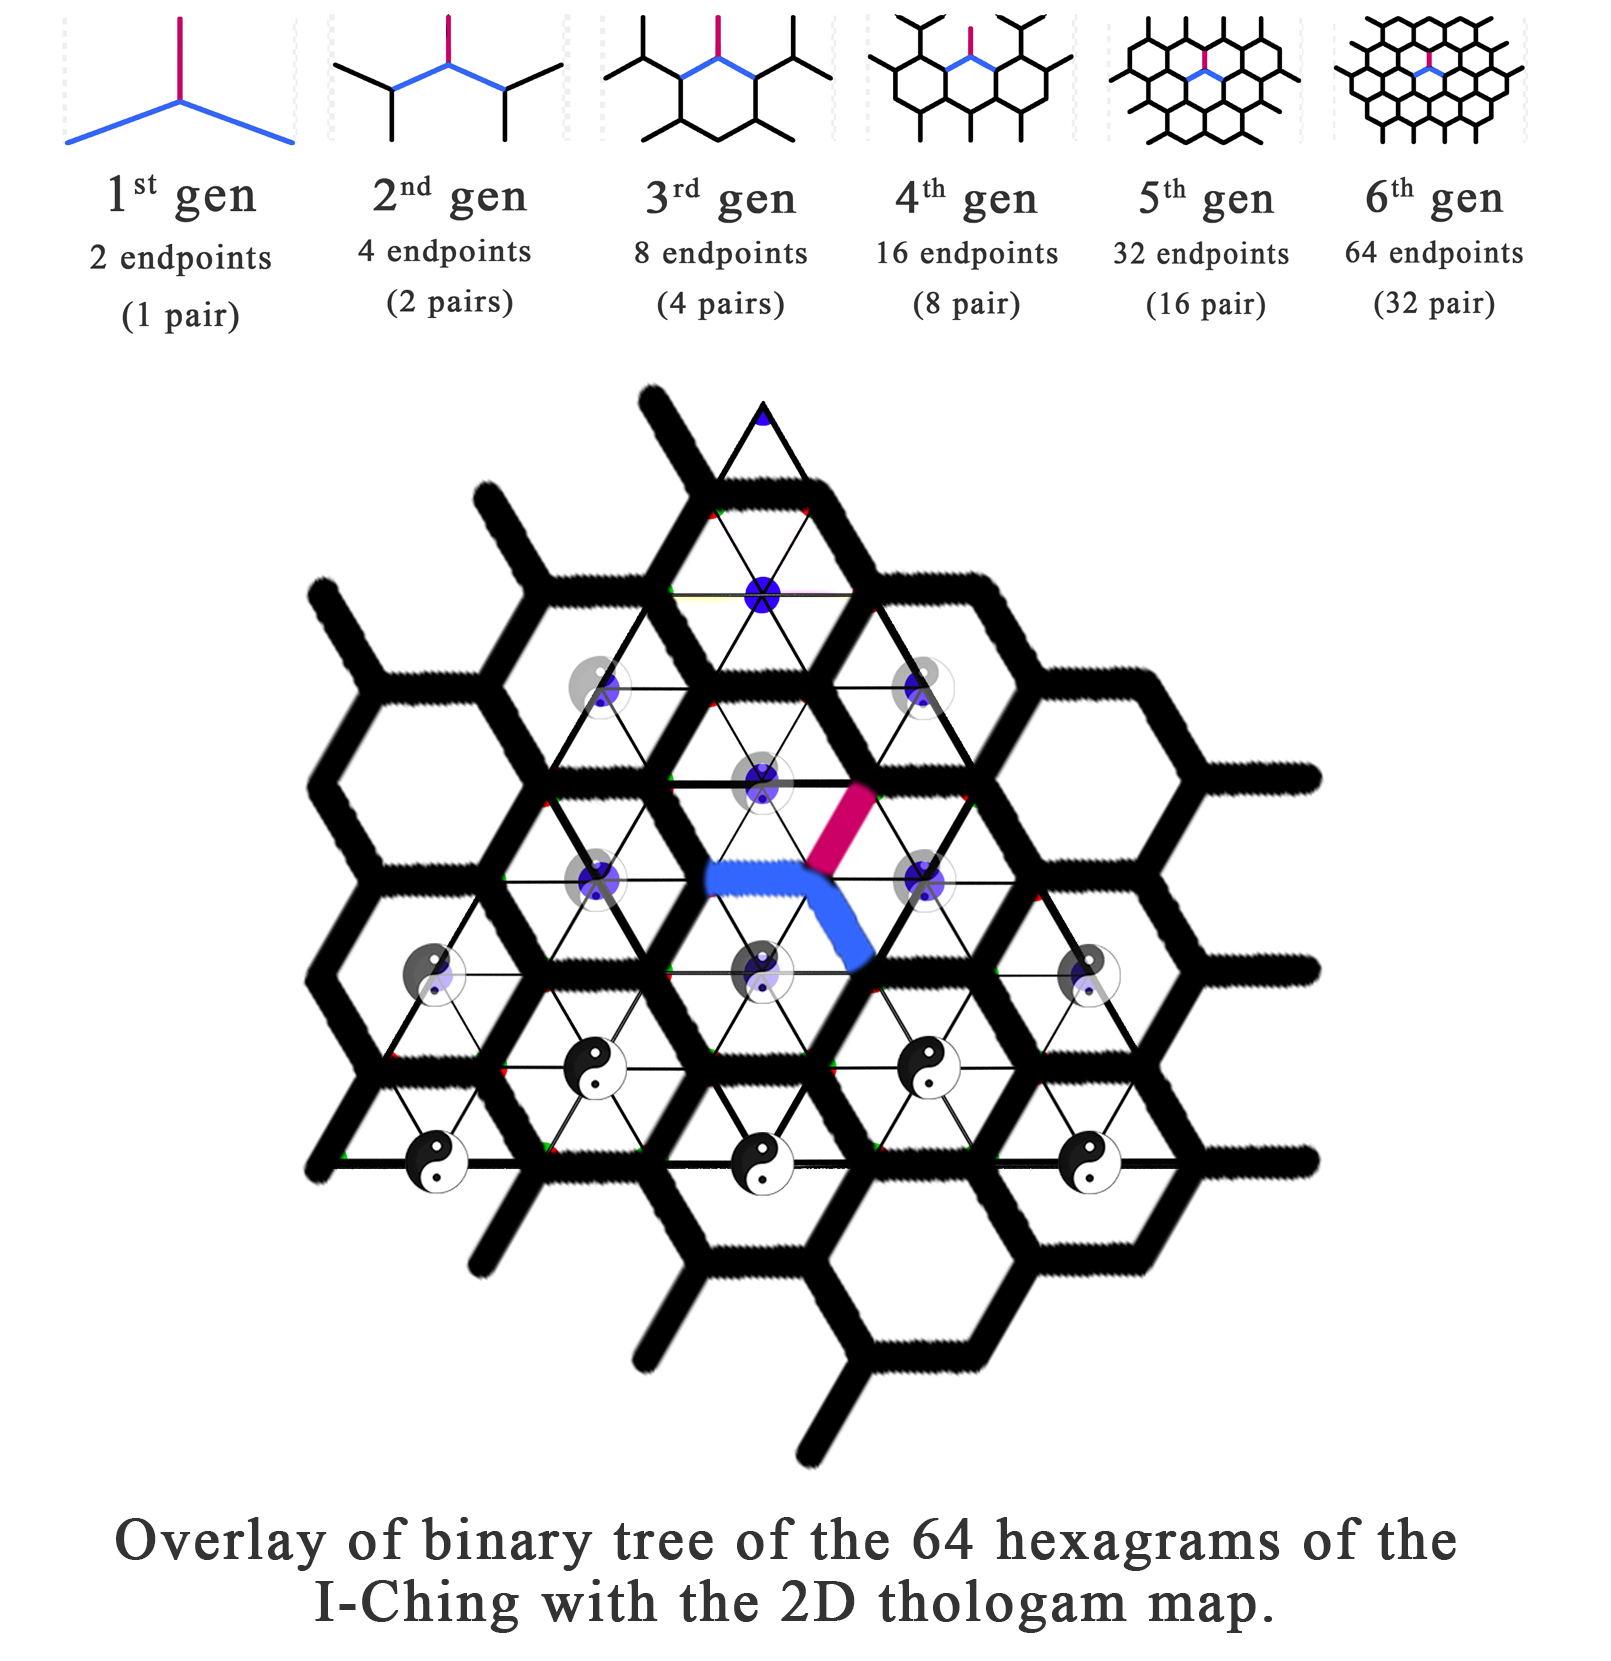 1st gen
2 endpoints
(1 pair)
2nd gen
4 endpoints
(2 pairs)
3rd gen
8 endpoints
(4 pairs)
4th gen
16 endpoints
(8 pair)
5th gen
32 endpoints
(16 pair)
6th gen
64 endpoints
(32 pair)
Overlay of binary tree of the 64 hexagrams of the
I-Ching with the 2D thologam map.